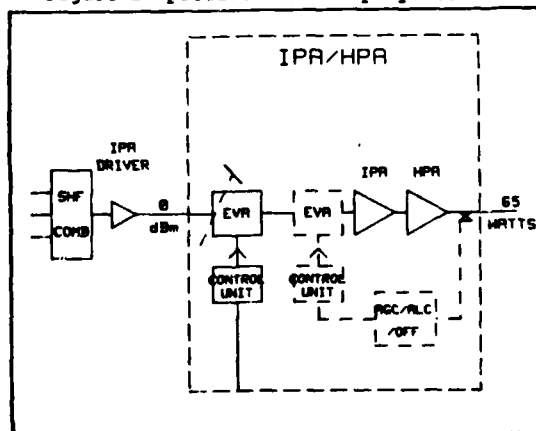 IPA/HPA
IPA
DRIVER
SWF
COMB
0
dBm
EVA
CONTROL
UNIT
EVA
CONTROL
UNIT
IPA
HPA
AGC/ALC
/OFF
65
WATTS